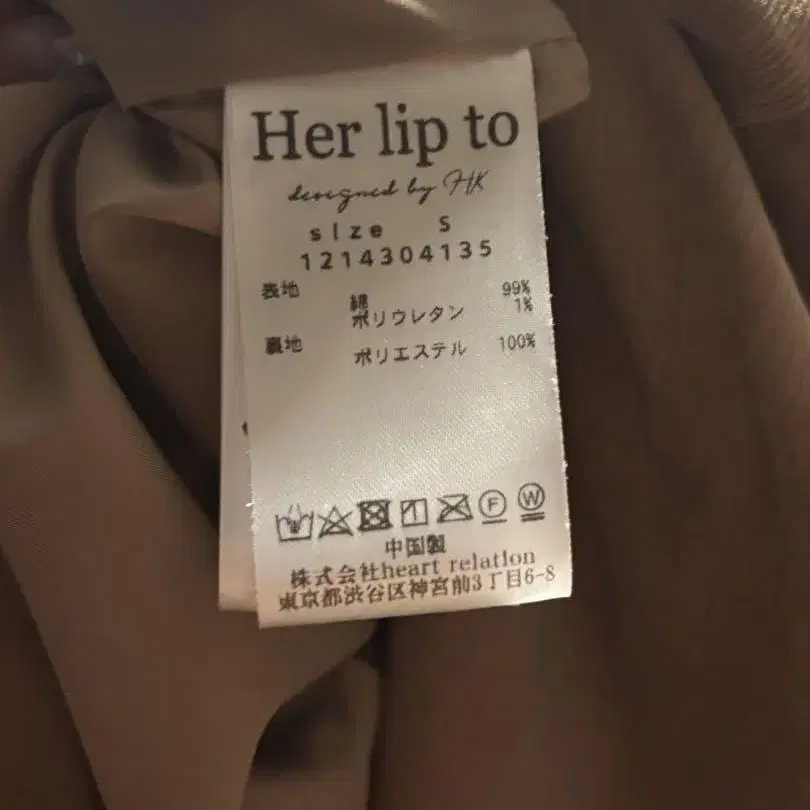 Her lip to
designed by HK
size S
1214304135
表地 綿 99%
ポリウレタン 1%
裏地 ポリエステル 100%
F W
中国製
株式会社heart relation
東京都渋谷区神宮前3丁目6-8